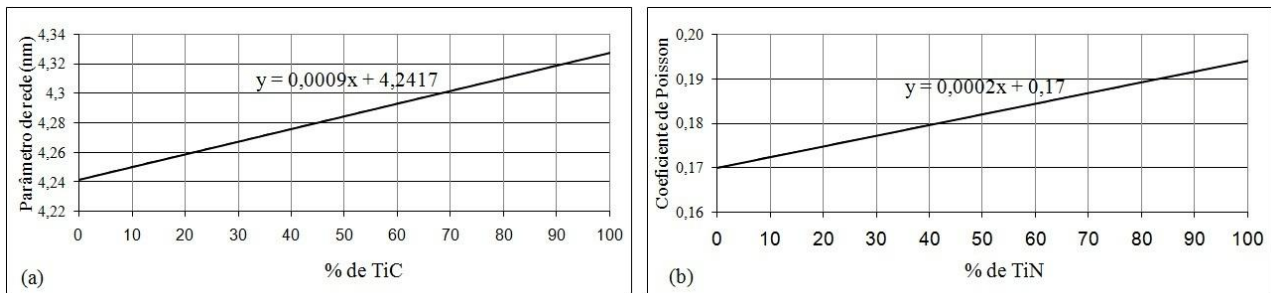 Parâmetro de rede (nm)
4,34
4,32
4,3
4,28
4,26
4,24
4,22
y = 0,0009x + 4,2417
0 10 20 30 40 50 60 70 80 90 100
% de TiC
(a)
Coeficiente de Poisson
0,20
0,19
0,18
0,17
0,16
y = 0,0002x + 0,17
0 10 20 30 40 50 60 70 80 90 100
% de TiN
(b)